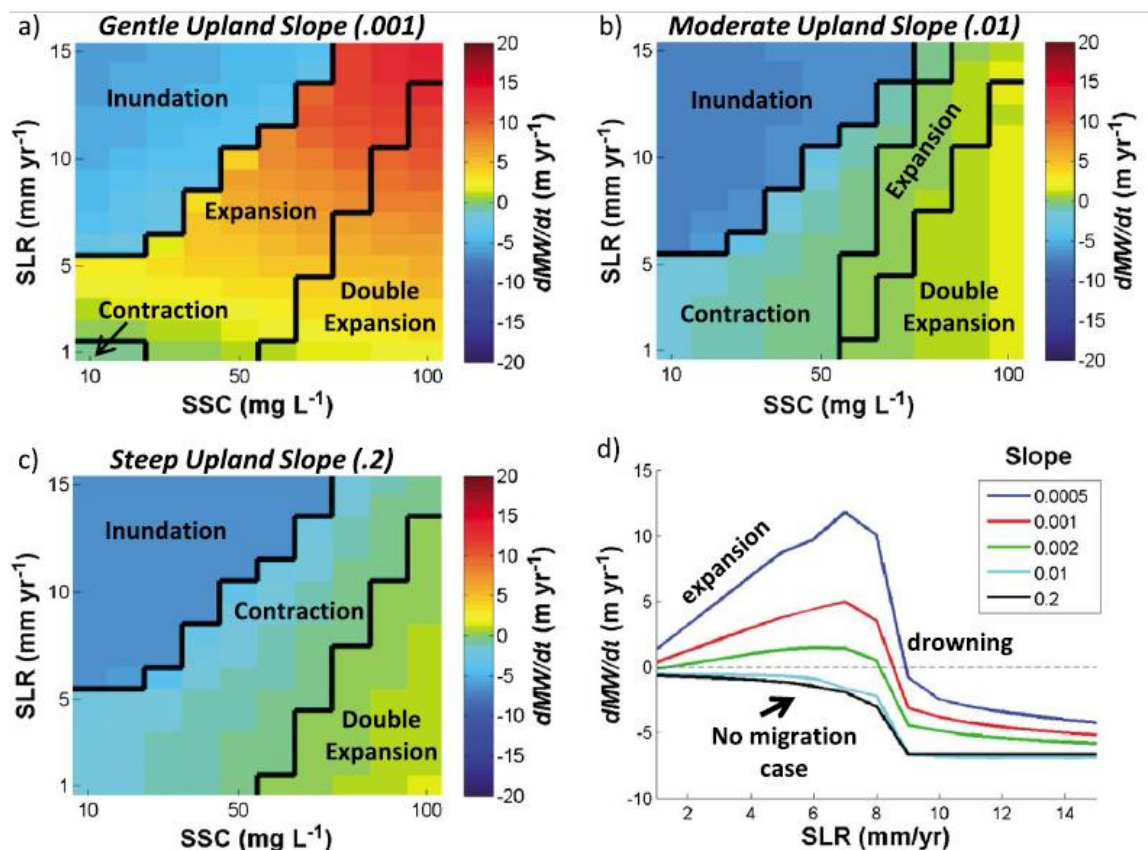 a) Gentle Upland Slope (.001)
15
10
5
1
SLR (mm yr-1)
Inundation
Expansion
Contraction
Double
Expansion
10 50 100
SSC (mg L-1)
20
15
10
5
0
-5
-10
-15
-20
dMW/dt (m yr-1)
b) Moderate Upland Slope (.01)
15
10
5
1
SLR (mm yr-1)
Inundation
Expansion
Contraction
Double
Expansion
10 50 100
SSC (mg L-1)
20
15
10
5
0
-5
-10
-15
-20
dMW/dt (m yr-1)
c) Steep Upland Slope (.2)
15
10
5
1
SLR (mm yr-1)
Inundation
Contraction
Double
Expansion
10 50 100
SSC (mg L-1)
20
15
10
5
0
-5
-10
-15
-20
dMW/dt (m yr-1)
d)
15
10
5
0
-5
-10
dMW/dt (m yr-1)
Slope
0.0005
0.001
0.002
0.01
0.2
expansion
drowning
No migration
case
2 4 6 8 10 12 14
SLR (mm/yr)